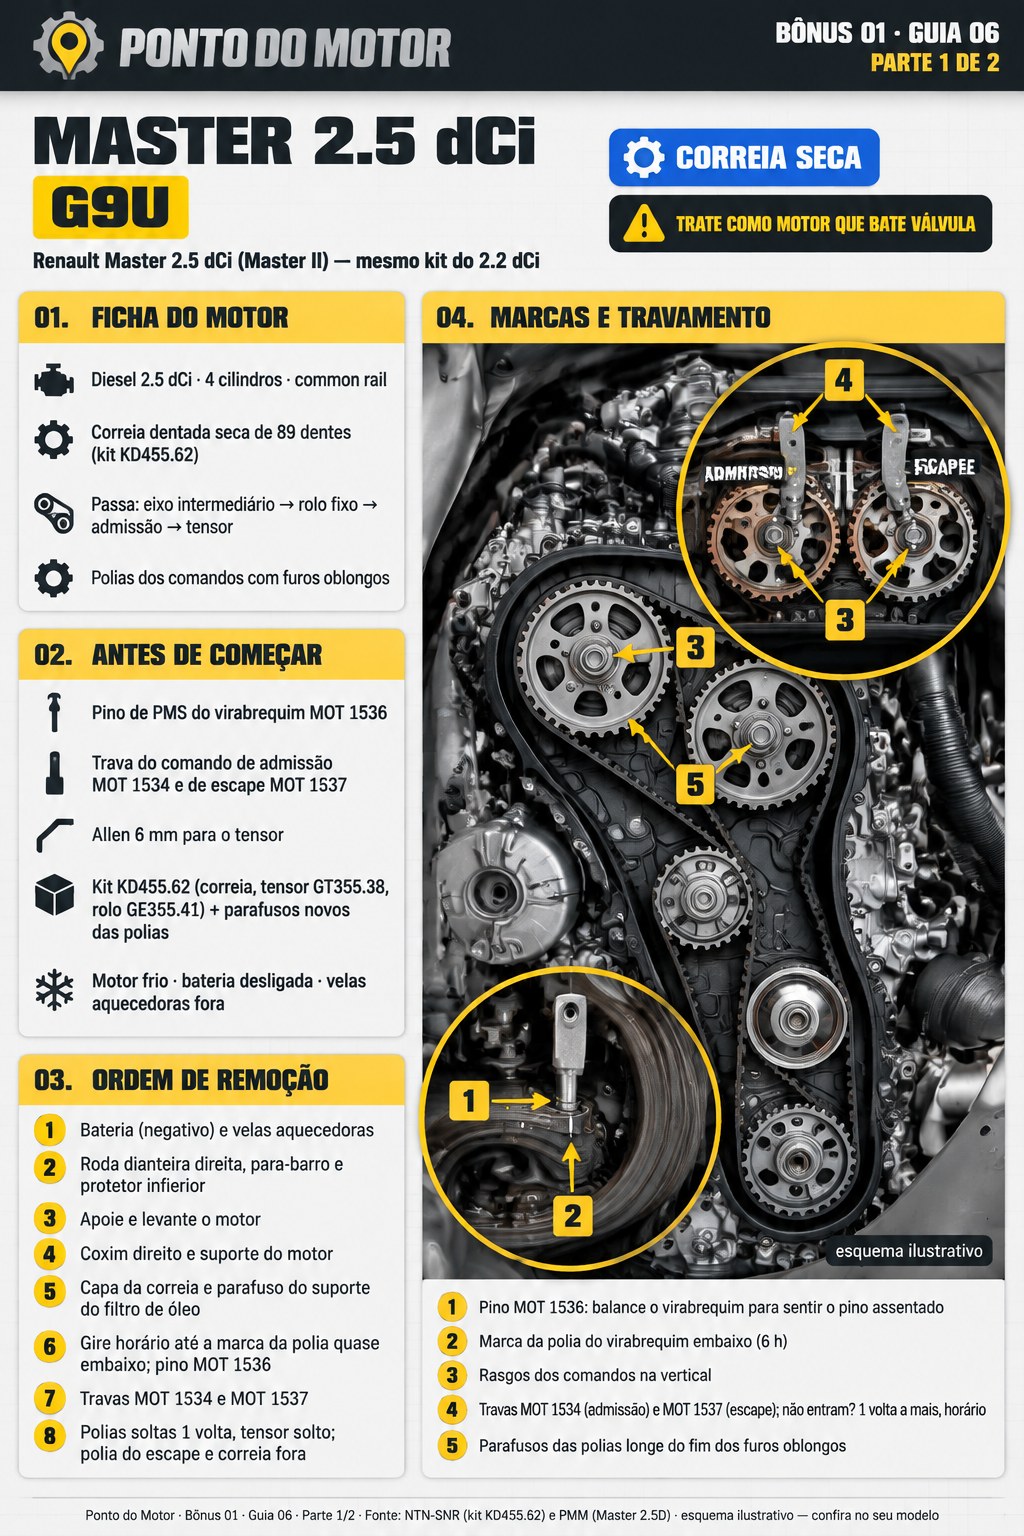 PONTO DO MOTOR
BÔNUS 01 · GUIA 06
PARTE 1 DE 2
MASTER 2.5 dCi
G9U
CORREIA SECA
TRATE COMO MOTOR QUE BATE VÁLVULA
Renault Master 2.5 dCi (Master II) — mesmo kit do 2.2 dCi
01. FICHA DO MOTOR
Diesel 2.5 dCi · 4 cilindros · common rail
Correia dentada seca de 89 dentes
(kit KD455.62)
Passa: eixo intermediário → rolo fixo →
admissão → tensor
Polias dos comandos com furos oblongos
02. ANTES DE COMEÇAR
Pino de PMS do virabrequim MOT 1536
Trava do comando de admissão
MOT 1534 e de escape MOT 1537
Allen 6 mm para o tensor
Kit KD455.62 (correia, tensor GT355.38,
rolo GE355.41) + parafusos novos
das polias
Motor frio · bateria desligada · velas
aquecedoras fora
03. ORDEM DE REMOÇÃO
1 Bateria (negativo) e velas aquecedoras
2 Roda dianteira direita, para-barro e
protetor infierior
3 Apoie e levante o motor
4 Coxim direito e suporte do motor
5 Capa da correia e parafuso do suporte
do filtro de óleo
6 Gire horário até a marca da polia quase
embaixo; pino MOT 1536
7 Travas MOT 1534 e MOT 1537
8 Polias soltas 1 volta, tensor solto;
polia do escape e correia fora
04. MARCAS E TRAVAMENTO
4
3
3
5
1
2
esquema ilustrativo
1 Pino MOT 1536: balance o virabrequim para sentir o pino assentado
2 Marca da polia do virabrequim embaixo (6 h)
3 Rasgos dos comandos na vertical
4 Travas MOT 1534 (admissão) e MOT 1537 (escape); não entram? 1 volta a mais, horário
5 Parafusos das polias longe do fim dos furos oblongos
Ponto do Motor · Bônus 01 · Guia 06 · Parte 1/2 · Fonte: NTN-SNR (kit KD455.62) e PMM (Master 2.5D) · esquema ilustrativo — confira no seu modelo